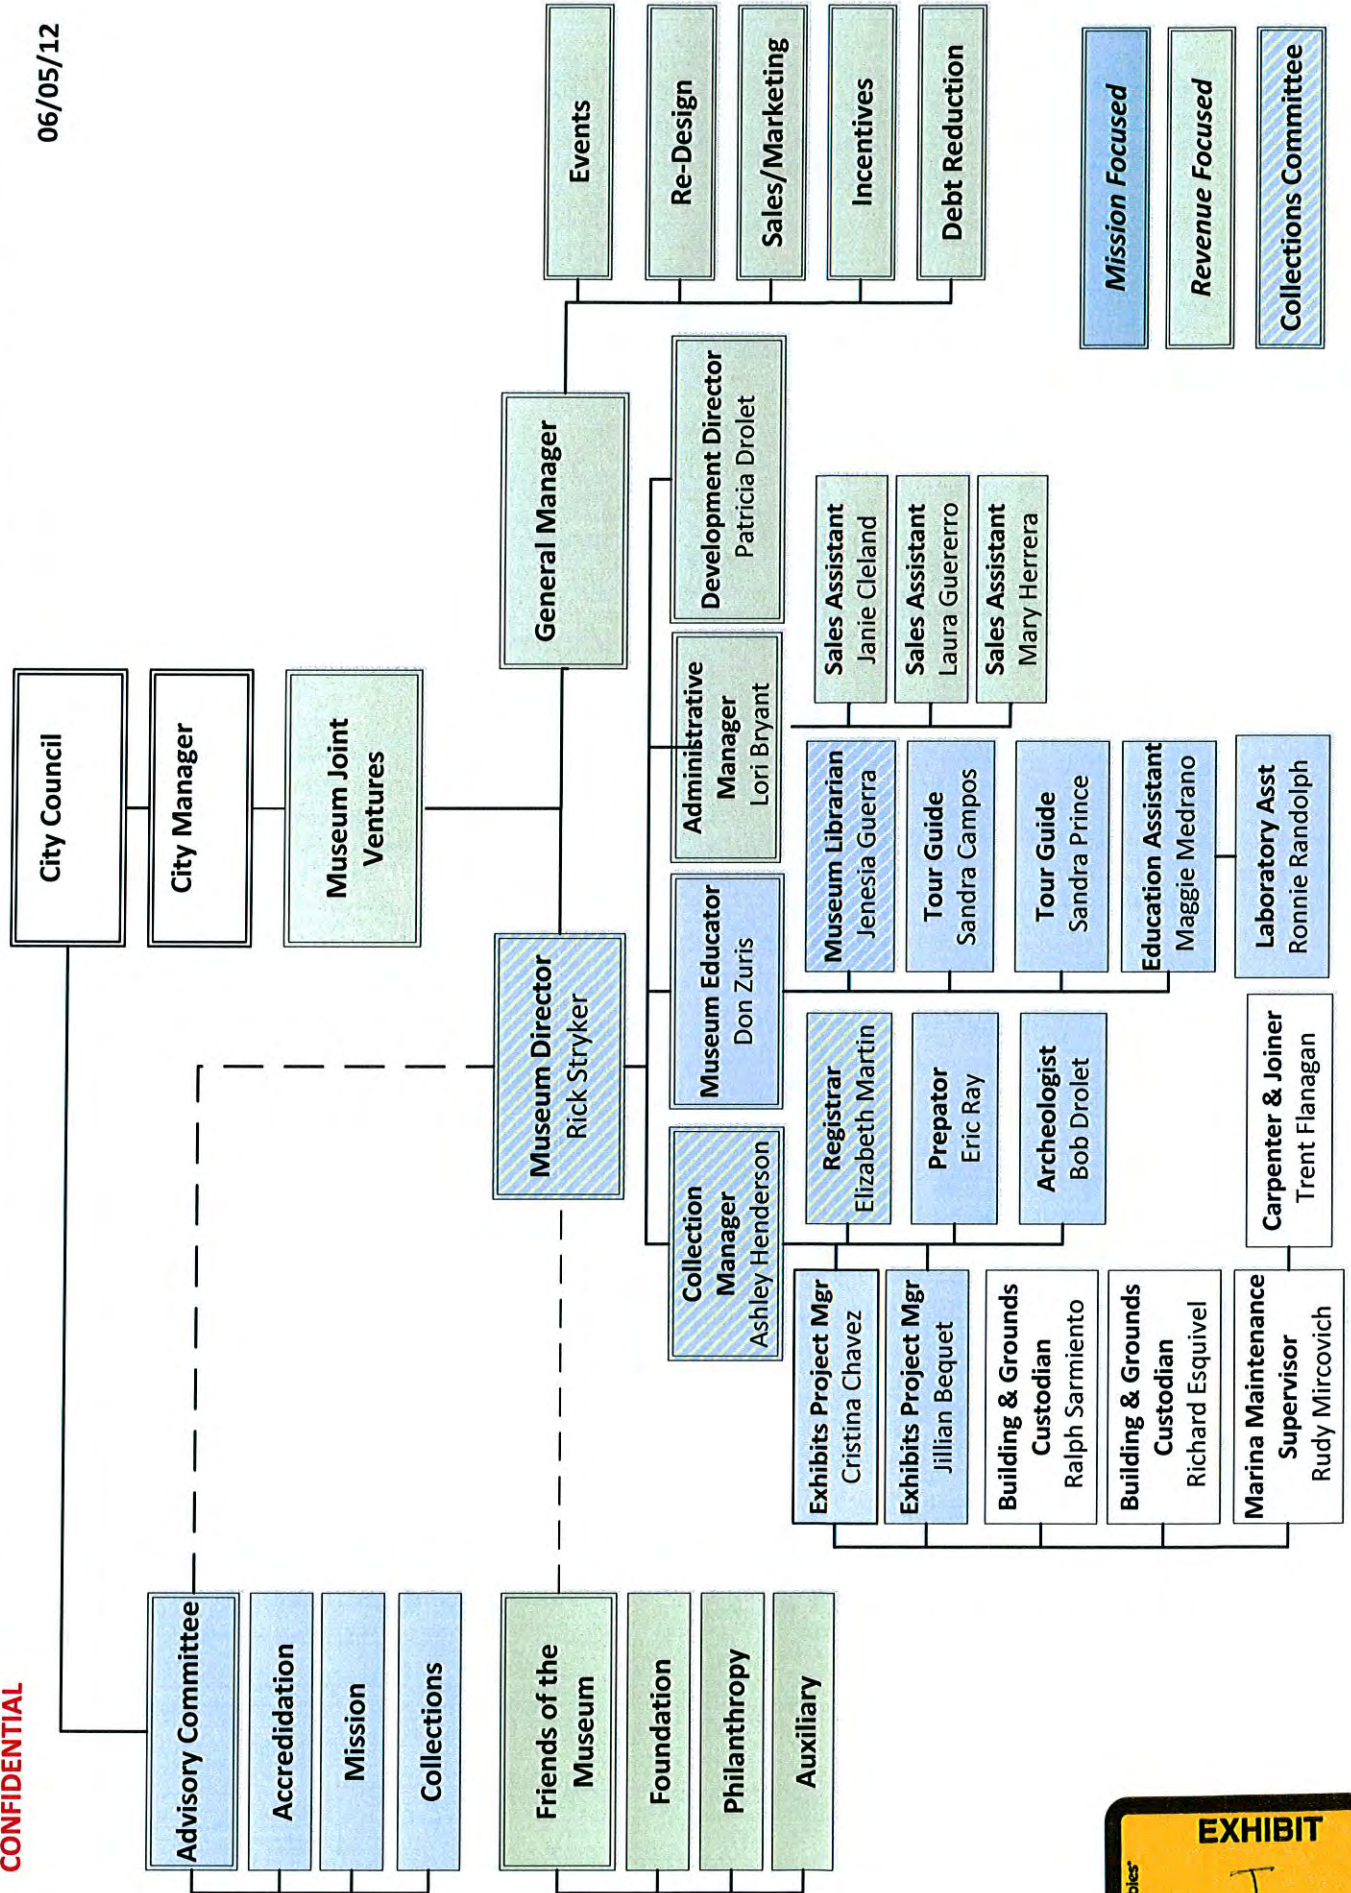 CONFIDENTIAL
06/05/12
City Council
City Manager
Museum Joint
Ventures
Advisory Committee
Accredidation
Mission
Collections
Friends of the
Museum
Foundation
Philanthropy
Auxiliary
Museum Director
Rick Stryker
General Manager
Events
Re-Design
Sales/Marketing
Incentives
Debt Reduction
Collection
Manager
Ashley Henderson
Museum Educator
Don Zuris
Administrative
Manager
Lori Bryant
Development Director
Patricia Drolet
Exhibits Project Mgr
Cristina Chavez
Exhibits Project Mgr
Jillian Bequet
Building & Grounds
Custodian
Ralph Sarmiento
Building & Grounds
Custodian
Richard Esquivel
Marina Maintenance
Supervisor
Rudy Mircovich
Registrar
Elizabeth Martin
Prepator
Eric Ray
Archeologist
Bob Drolet
Carpenter & Joiner
Trent Flanagan
Museum Librarian
Jenesia Guerra
Tour Guide
Sandra Campos
Tour Guide
Sandra Prince
Education Assistant
Maggie Medrano
Laboratory Asst
Ronnie Randolph
Sales Assistant
Janie Cleland
Sales Assistant
Laura Guererro
Sales Assistant
Mary Herrera
Mission Focused
Revenue Focused
Collections Committee
EXHIBIT